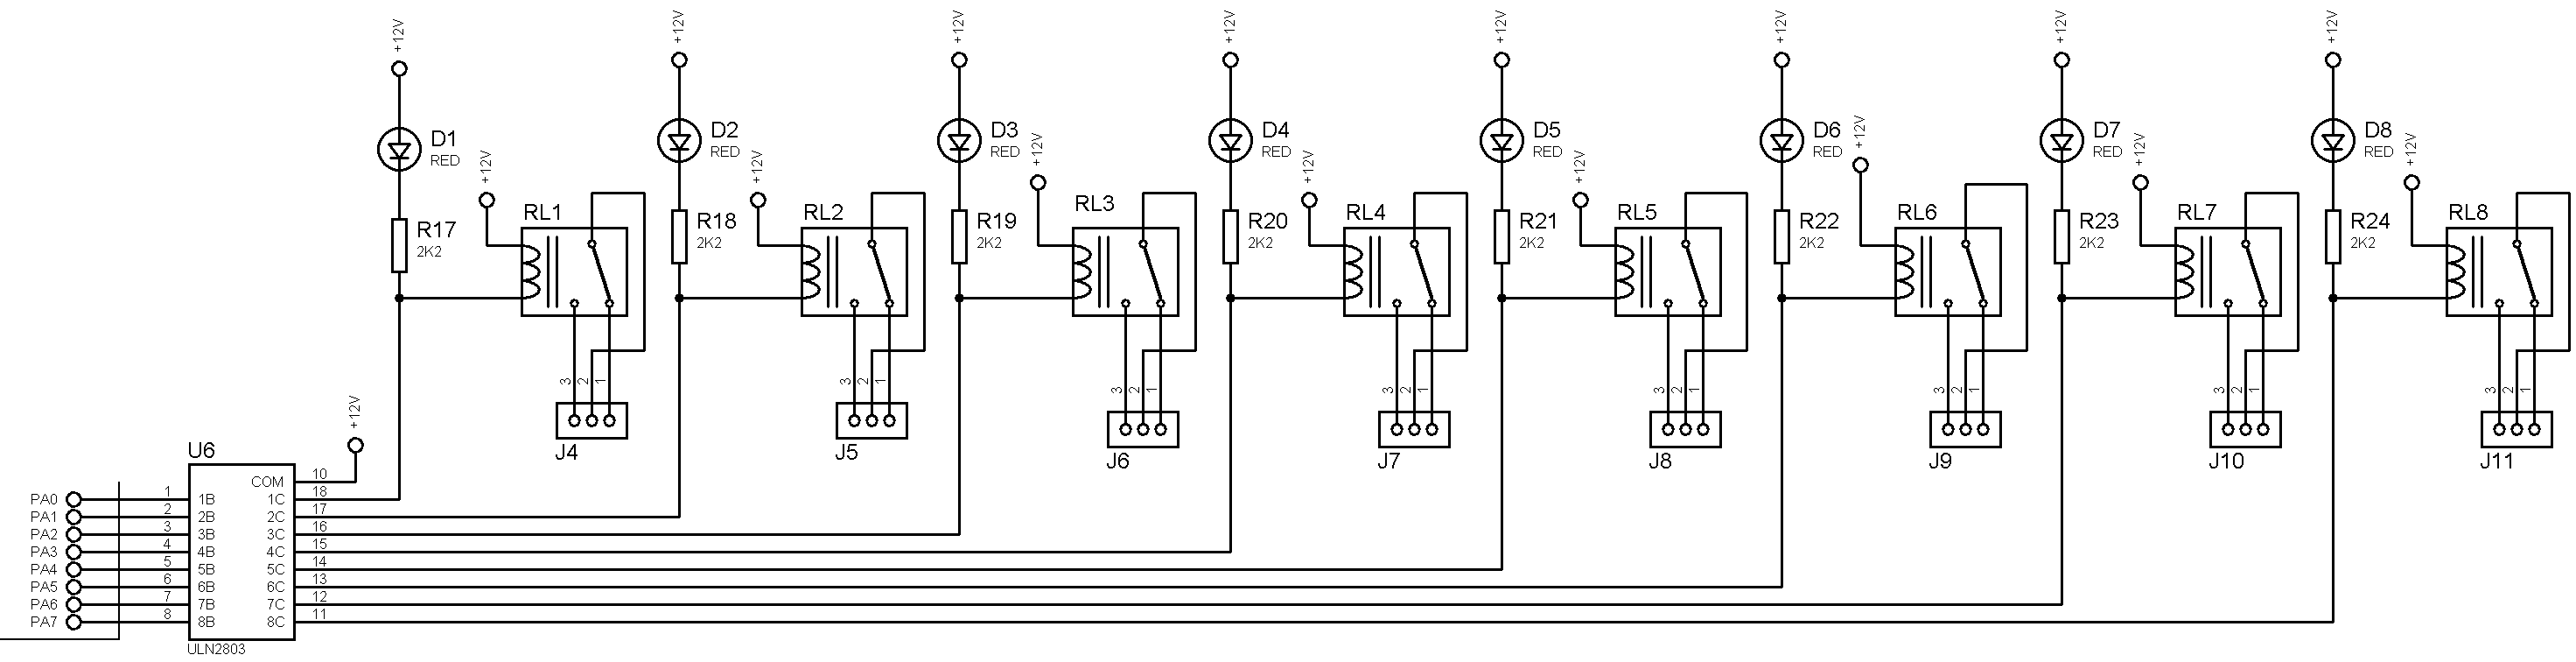 +12V +12V +12V +12V +12V +12V +12V +12V
D1 D2 D3 D4 D5 D6 D7 D8
RED RED RED RED RED RED RED RED
+12V +12V +12V +12V +12V +12V +12V +12V
RL1 RL2 RL3 RL4 RL5 RL6 RL7 RL8
R17 R18 R19 R20 R21 R22 R23 R24
2K2 2K2 2K2 2K2 2K2 2K2 2K2 2K2
3 2 1 3 2 1 3 2 1 3 2 1 3 2 1 3 2 1 3 2 1 3 2 1
J4 J5 J6 J7 J8 J9 J10 J11
+12V
U6
COM 10
PA0 1 1B 1C 18
PA1 2 2B 2C 17
PA2 3 3B 3C 16
PA3 4 4B 4C 15
PA4 5 5B 5C 14
PA5 6 6B 6C 13
PA6 7 7B 7C 12
PA7 8 8B 8C 11
ULN2803